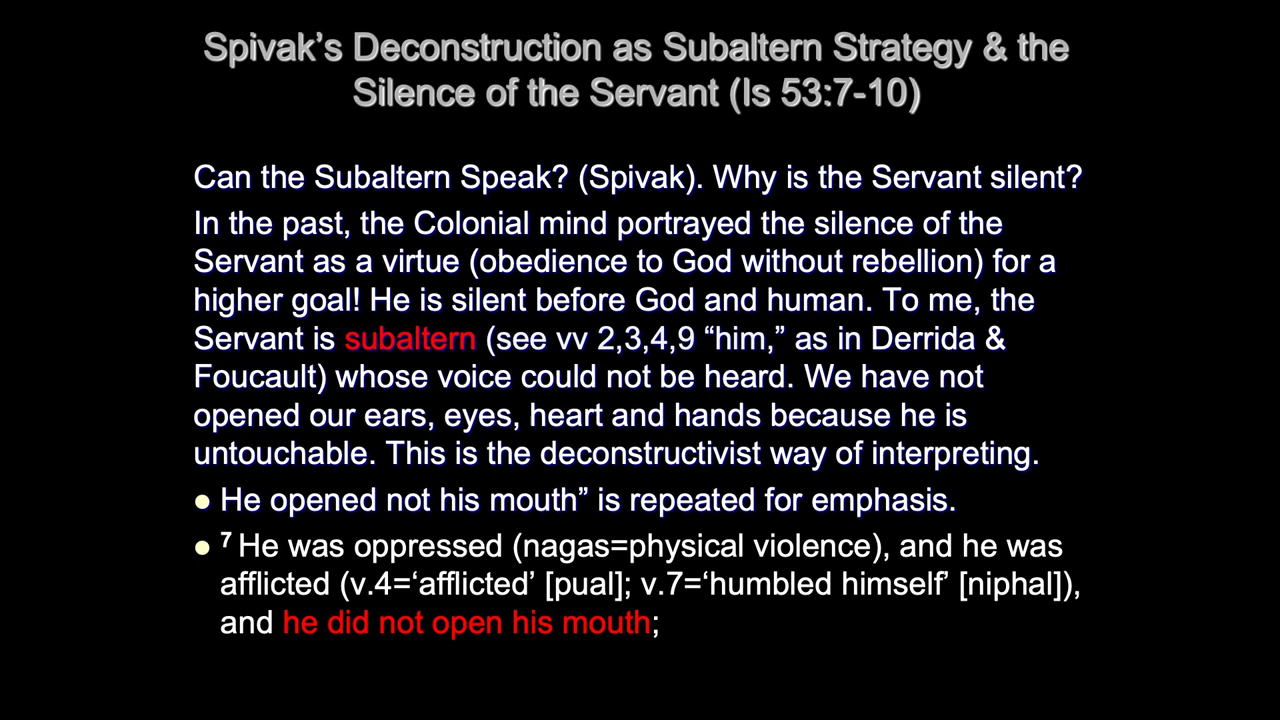 Spivak’s Deconstruction as Subaltern Strategy & the
Silence of the Servant (Is 53:7-10)
Can the Subaltern Speak? (Spivak). Why is the Servant silent?
In the past, the Colonial mind portrayed the silence of the
Servant as a virtue (obedience to God without rebellion) for a
higher goal! He is silent before God and human. To me, the
Servant is subaltern (see vv 2,3,4,9 “him,” as in Derrida &
Foucault) whose voice could not be heard. We have not
opened our ears, eyes, heart and hands because he is
untouchable. This is the deconstructivist way of interpreting.
● He opened not his mouth” is repeated for emphasis.
● ⁷ He was oppressed (nagas=physical violence), and he was
afflicted (v.4=‘afflicted’ [pual]; v.7=‘humbled himself’ [niphal]),
and he did not open his mouth;